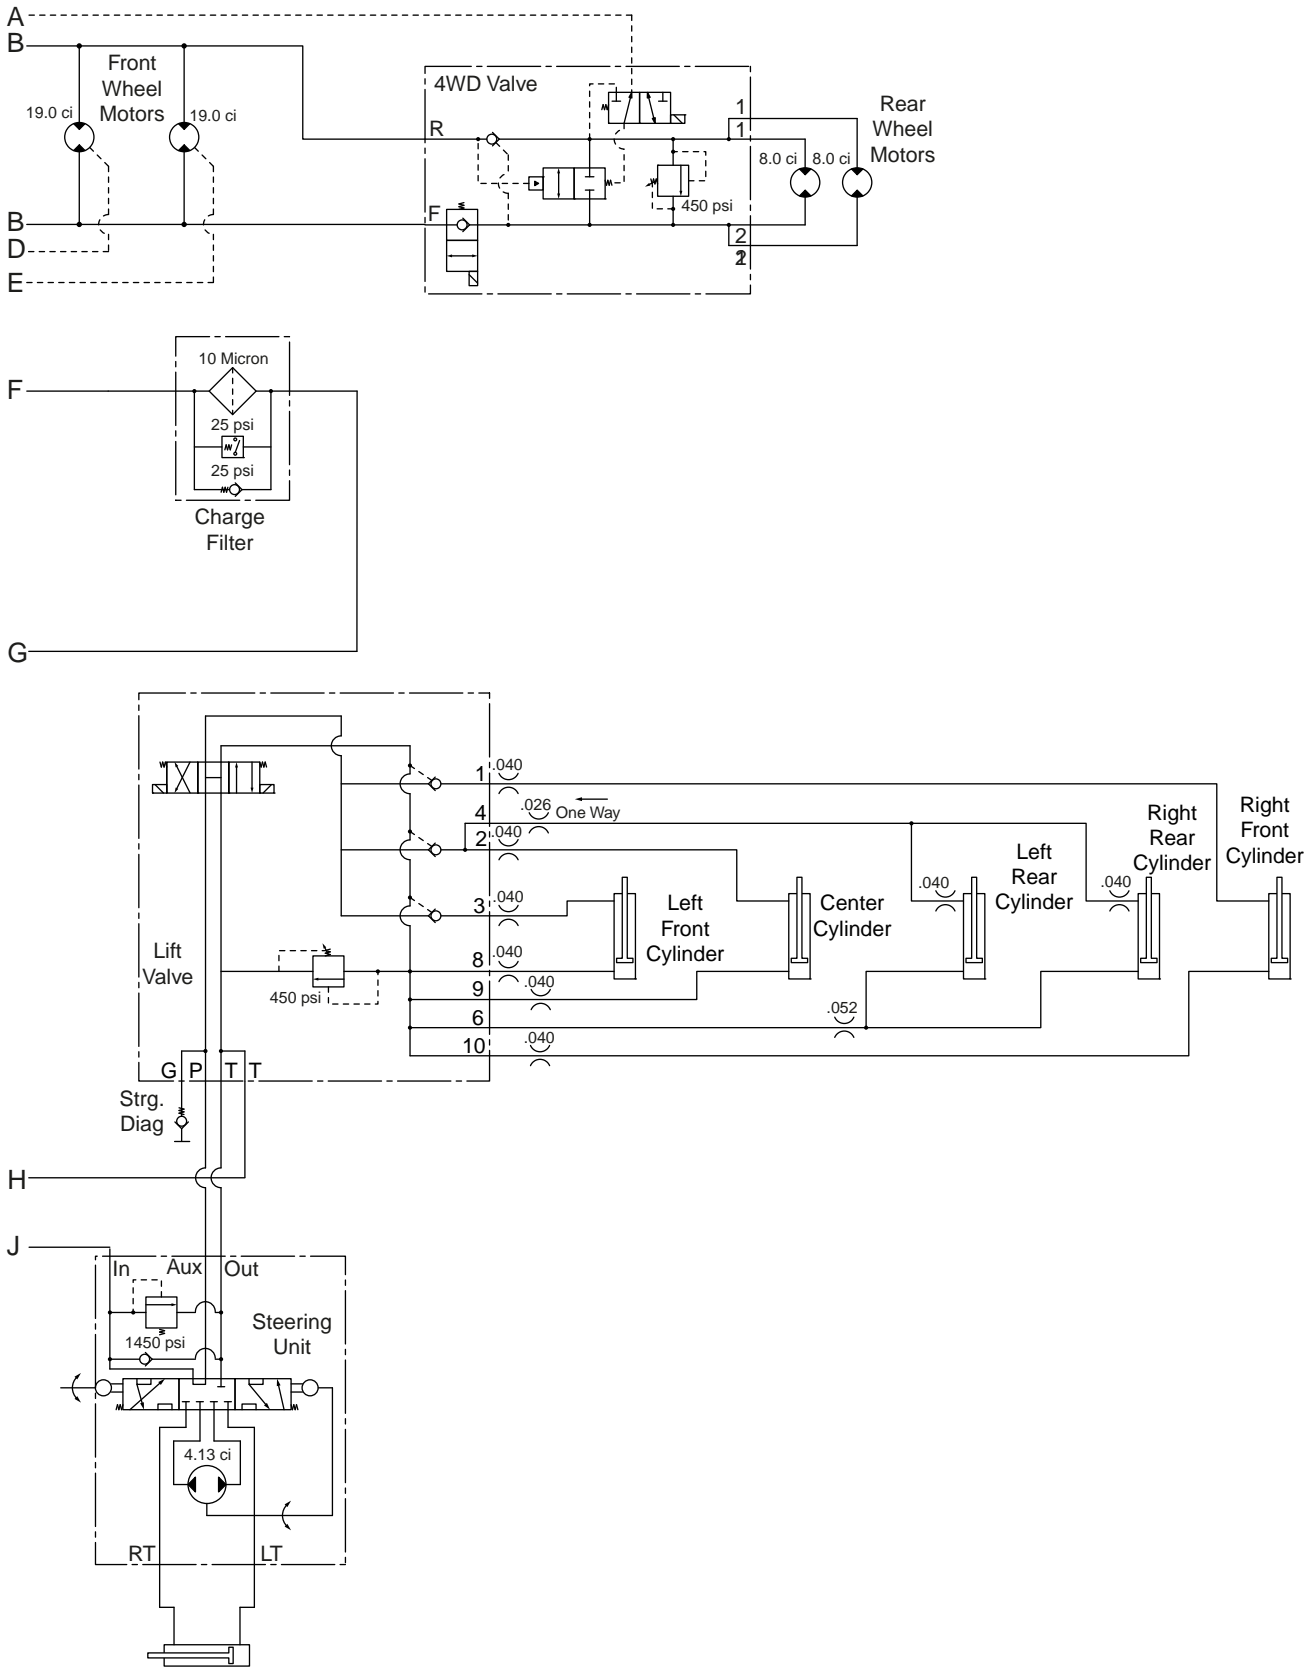 A
B
Front
Wheel
Motors
19.0 ci
19.0 ci
4WD Valve
R
1
1
Rear
Wheel
Motors
8.0 ci
8.0 ci
450 psi
B
F
2
D
E
10 Micron
F
25 psi
25 psi
Charge
Filter
G
1
.040
4
.026
One Way
2
.040
3
.040
Left
Front
Cylinder
Center
Cylinder
Left
Rear
Cylinder
.040
Right
Rear
Cylinder
.040
Right
Front
Cylinder
Lift
Valve
450 psi
8
.040
9
.040
6
.052
10
.040
G
P
T
T
Strg.
Diag
H
J
In
Aux
Out
1450 psi
Steering
Unit
4.13 ci
RT
LT